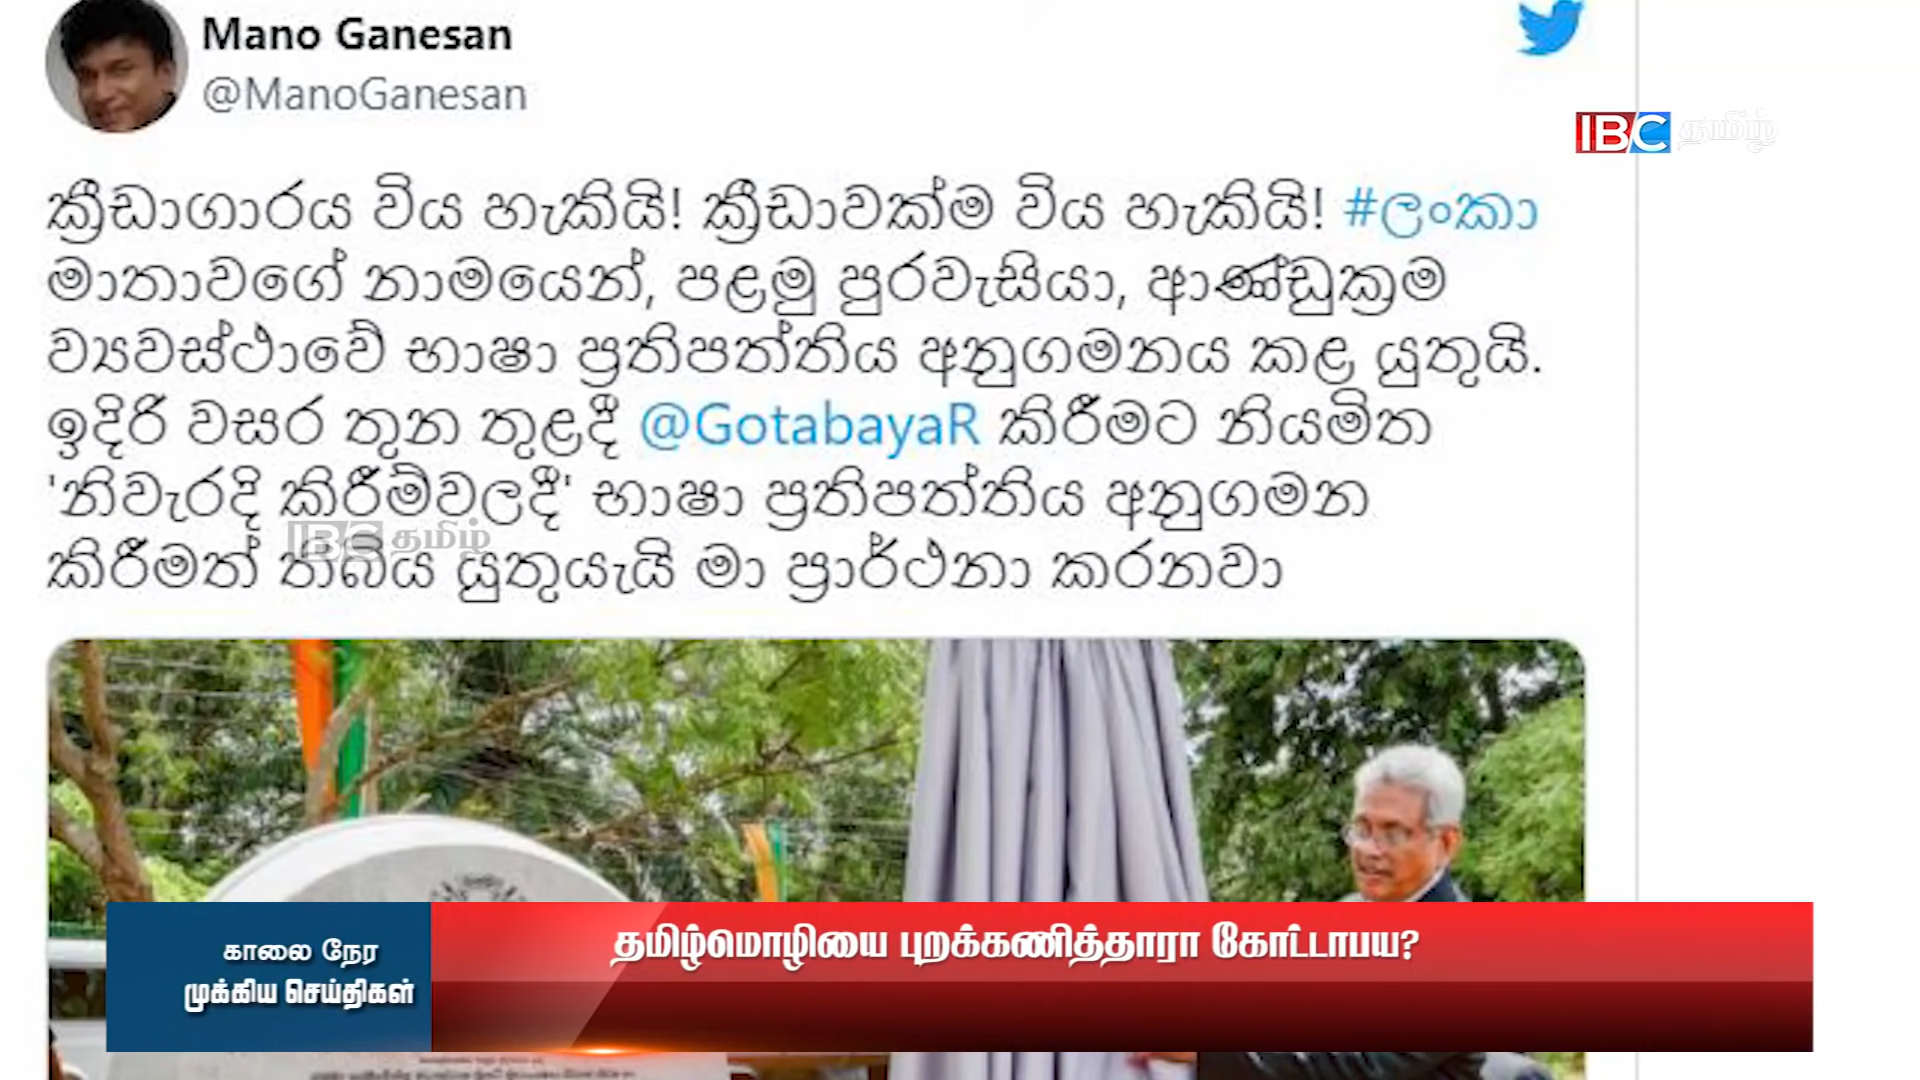 Mano Ganesan
@ManoGanesan
IBC தமிழ்
ක්‍රීඩාගාරය විය හැකියි! ක්‍රීඩාවක්ම විය හැකියි! #ලංකා
මාතාවගේ නාමයෙන්, පළමු පුරවැසියා, ආණ්ඩුක්‍රම
ව්‍යවස්ථාවේ භාෂා ප්‍රතිපත්තිය අනුගමනය කළ යුතුයි.
ඉදිරි වසර තුන තුළදී @GotabayaR කිරීමට නියමිත
'නිවැරදි කිරීම්වලදී' භාෂා ප්‍රතිපත්තිය අනුගමන
IBC தமிழ்
කිරීමත් තිබිය යුතුයැයි මා ප්‍රාර්ථනා කරනවා
காலை நேர
முக்கிய செய்திகள்
தமிழ்மொழியை புறக்கணித்தாரா கோட்டாபய?